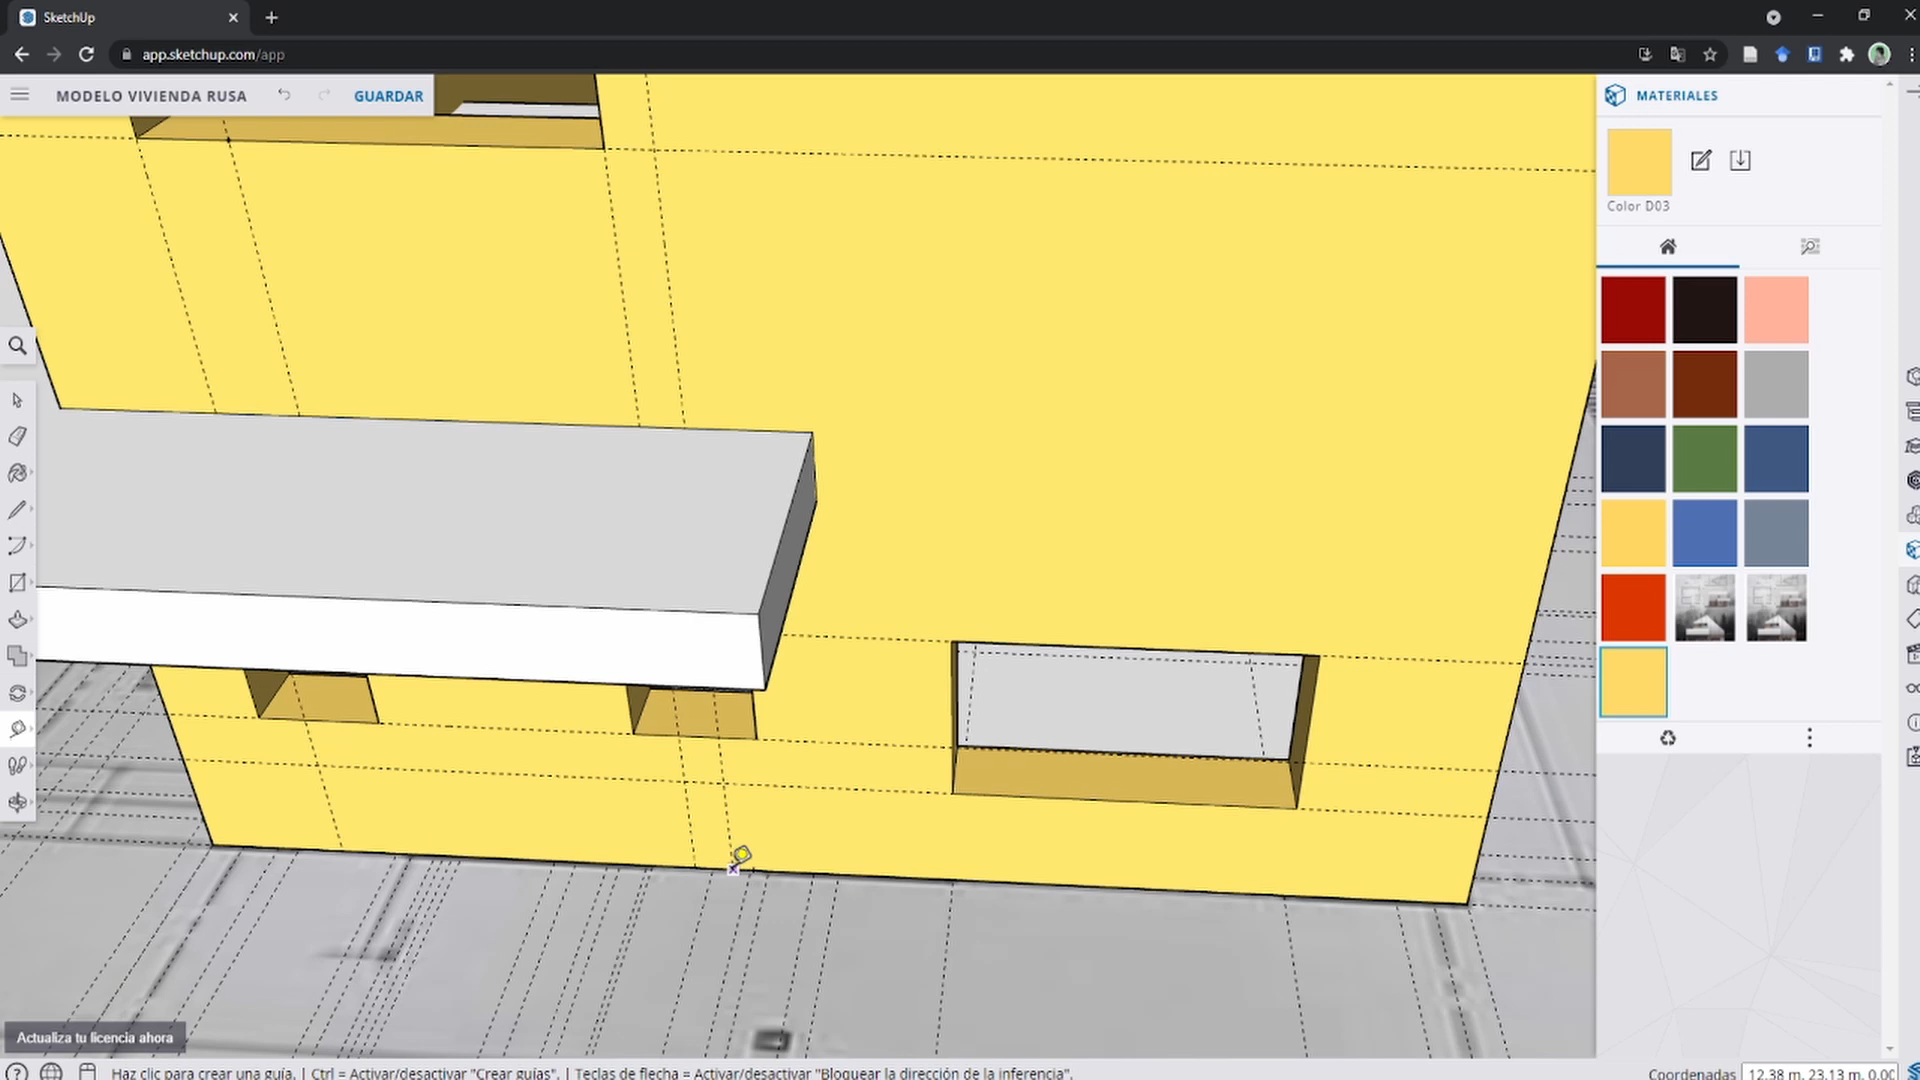 SketchUp
app.sketchup.com/app
MODELO VIVIENDA RUSA
GUARDAR
MATERIALES
Color D03
Actualiza tu licencia ahora
Haz clic para crear una guía. | Ctrl = Activar/desactivar "Crear guías". | Teclas de flecha = Activar/desactivar "Bloquear la dirección de la inferencia".
Coordenadas 12.38 m, 23.13 m, 0.00